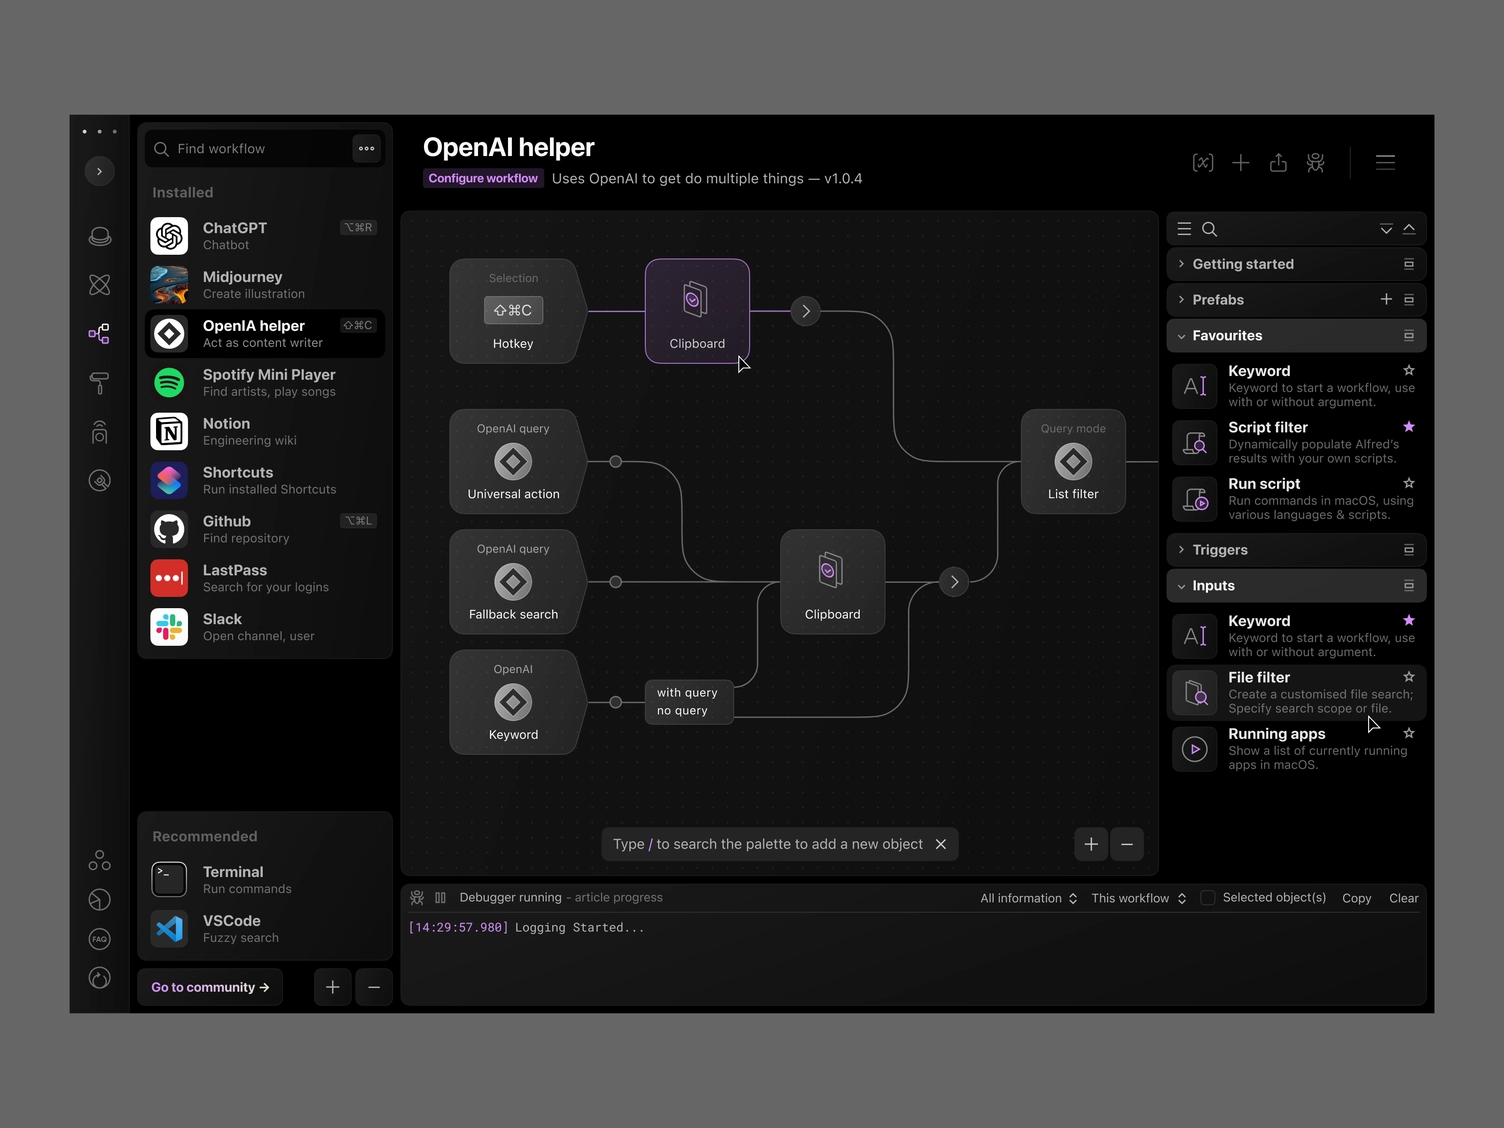 Find workflow
Installed
ChatGPT
⌥⌘R
Chatbot
Midjourney
Create illustration
OpenIA helper
⇧⌘C
Act as content writer
Spotify Mini Player
Find artists, play songs
Notion
Engineering wiki
Shortcuts
Run installed Shortcuts
Github
⌥⌘L
Find repository
LastPass
Search for your logins
Slack
Open channel, user
Recommended
Terminal
Run commands
VSCode
Fuzzy search
Go to community →
FAQ
OpenAI helper
Configure workflow
Uses OpenAI to get do multiple things — v1.0.4
Selection
⇧⌘C
Hotkey
Clipboard
OpenAI query
Universal action
OpenAI query
Fallback search
OpenAI
Keyword
with query
no query
Clipboard
Query mode
List filter
Type / to search the palette to add a new object
Getting started
Prefabs
Favourites
Keyword
Keyword to start a workflow, use
with or without argument.
Script filter
Dynamically populate Alfred's
results with your own scripts.
Run script
Run commands in macOS, using
various languages & scripts.
Triggers
Inputs
Keyword
Keyword to start a workflow, use
with or without argument.
File filter
Create a customised file search;
Specify search scope or file.
Running apps
Show a list of currently running
apps in macOS.
Debugger running - article progress
All information
This workflow
Selected object(s)
Copy
Clear
[14:29:57.980] Logging Started...